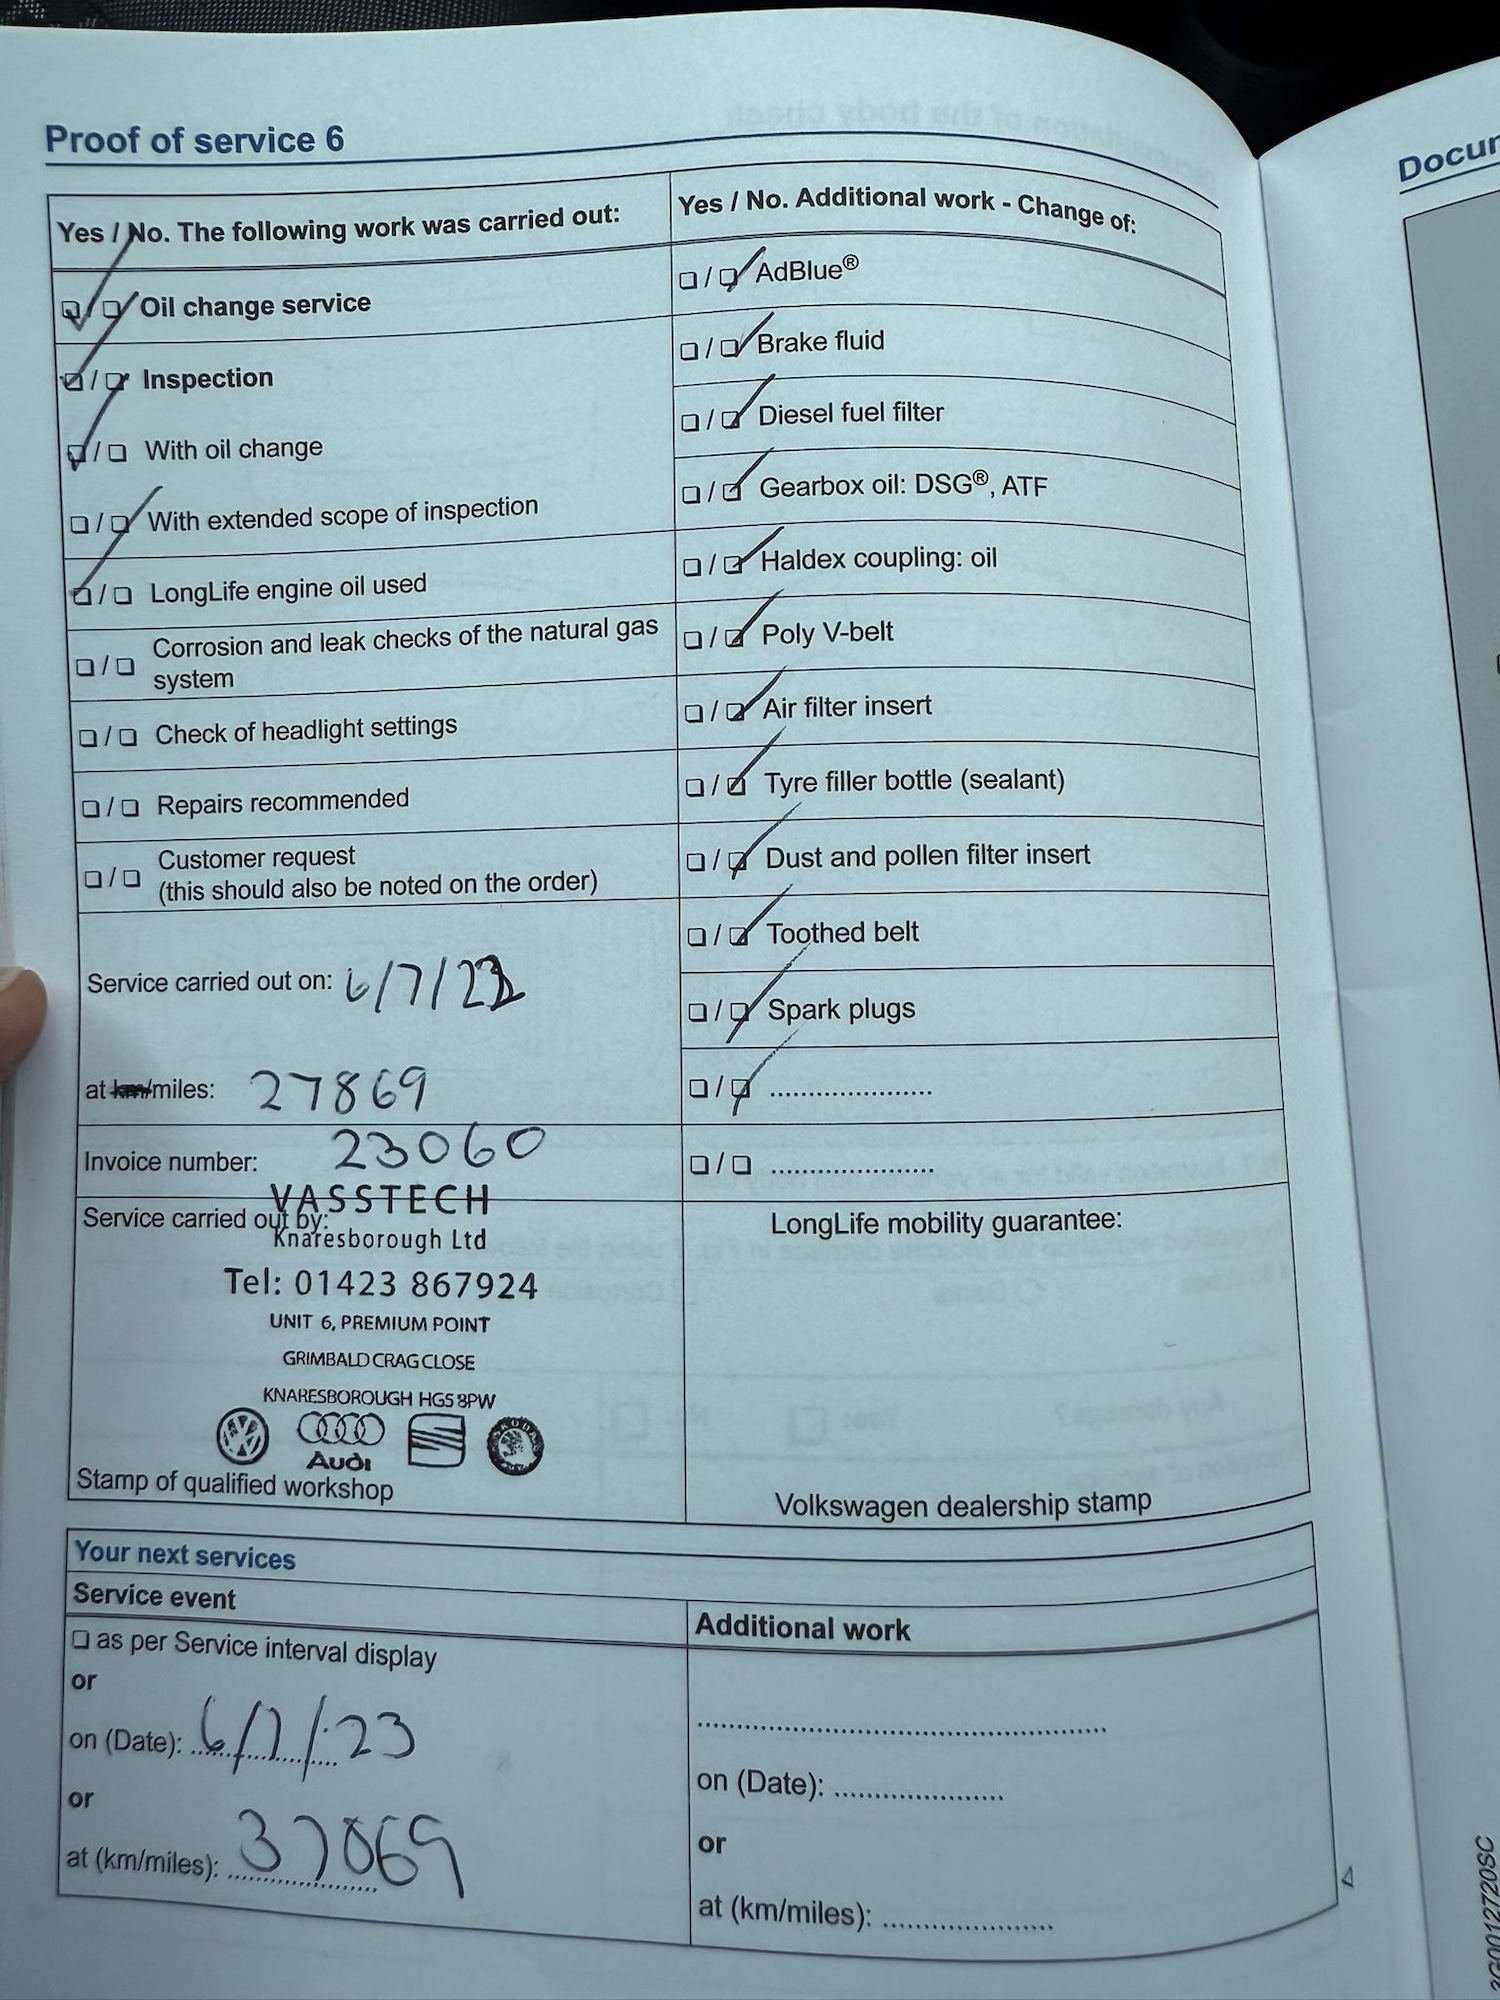 Proof of service 6
Yes / No. The following work was carried out:
Oil change service
Inspection
With oil change
With extended scope of inspection
LongLife engine oil used
Corrosion and leak checks of the natural gas
system
Check of headlight settings
Repairs recommended
Customer request
(this should also be noted on the order)
Service carried out on: 6/7/22
at km/miles: 27869
Invoice number: 23060
Service carried out by:
VASSTECH
Knaresborough Ltd
Tel: 01423 867924
UNIT 6, PREMIUM POINT
GRIMBALD CRAG CLOSE
KNARESBOROUGH HG5 8PW
Audi
SKODA
Stamp of qualified workshop
Yes / No. Additional work - Change of:
AdBlue®
Brake fluid
Diesel fuel filter
Gearbox oil: DSG®, ATF
Haldex coupling: oil
Poly V-belt
Air filter insert
Tyre filler bottle (sealant)
Dust and pollen filter insert
Toothed belt
Spark plugs
LongLife mobility guarantee:
Volkswagen dealership stamp
Your next services
Service event
as per Service interval display
or
on (Date): 6/7/23
or
at (km/miles): 37869
Additional work
on (Date):
or
at (km/miles):
Docum